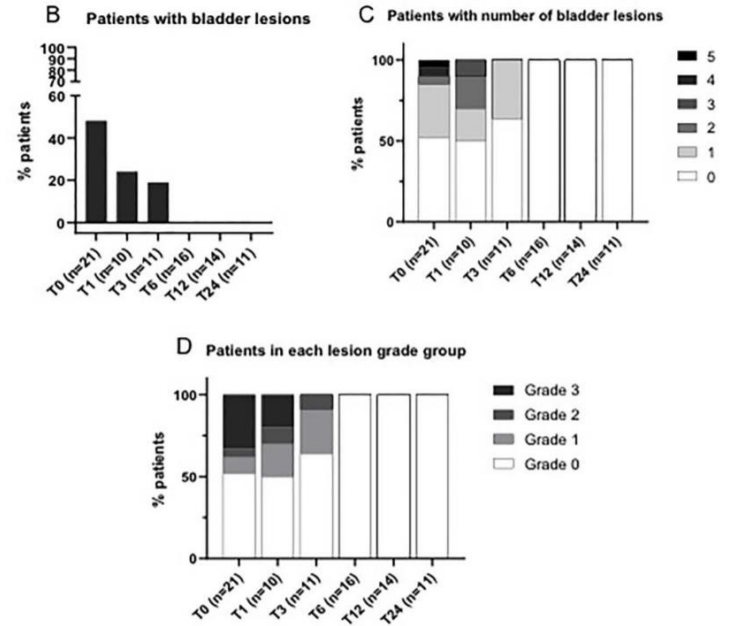 B
Patients with bladder lesions
% patients
100
90
80
70
60
40
20
0
T0 (n=21)
T1 (n=10)
T3 (n=11)
T6 (n=16)
T12 (n=14)
T24 (n=11)
C
Patients with number of bladder lesions
% patients
100
50
0
T0 (n=21)
T1 (n=10)
T3 (n=11)
T6 (n=16)
T12 (n=14)
T24 (n=11)
5
4
3
2
1
0
D
Patients in each lesion grade group
% patients
100
50
0
T0 (n=21)
T1 (n=10)
T3 (n=11)
T6 (n=16)
T12 (n=14)
T24 (n=11)
Grade 3
Grade 2
Grade 1
Grade 0